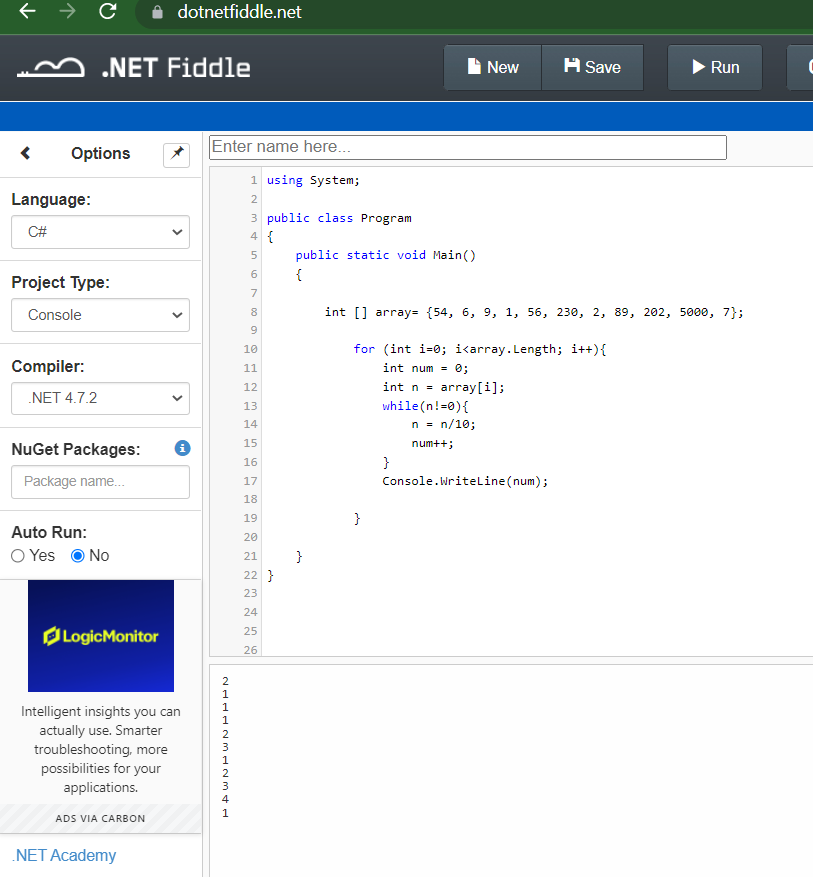 dotnetfiddle.net
.NET Fiddle
New
Save
Run
Options
Enter name here...
Language:
C#
Project Type:
Console
Compiler:
.NET 4.7.2
NuGet Packages:
Package name...
Auto Run:
Yes No
LogicMonitor
Intelligent insights you can
actually use. Smarter
troubleshooting, more
possibilities for your
applications.
ADS VIA CARBON
.NET Academy
1 using System;
2
3 public class Program
4 {
5     public static void Main()
6     {
7
8         int [] array= {54, 6, 9, 1, 56, 230, 2, 89, 202, 5000, 7};
9
10             for (int i=0; i<array.Length; i++){
11                 int num = 0;
12                 int n = array[i];
13                 while(n!=0){
14                     n = n/10;
15                     num++;
16                 }
17                 Console.WriteLine(num);
18
19             }
20
21     }
22 }
23
24
25
26
2
1
1
1
2
3
1
2
3
4
1